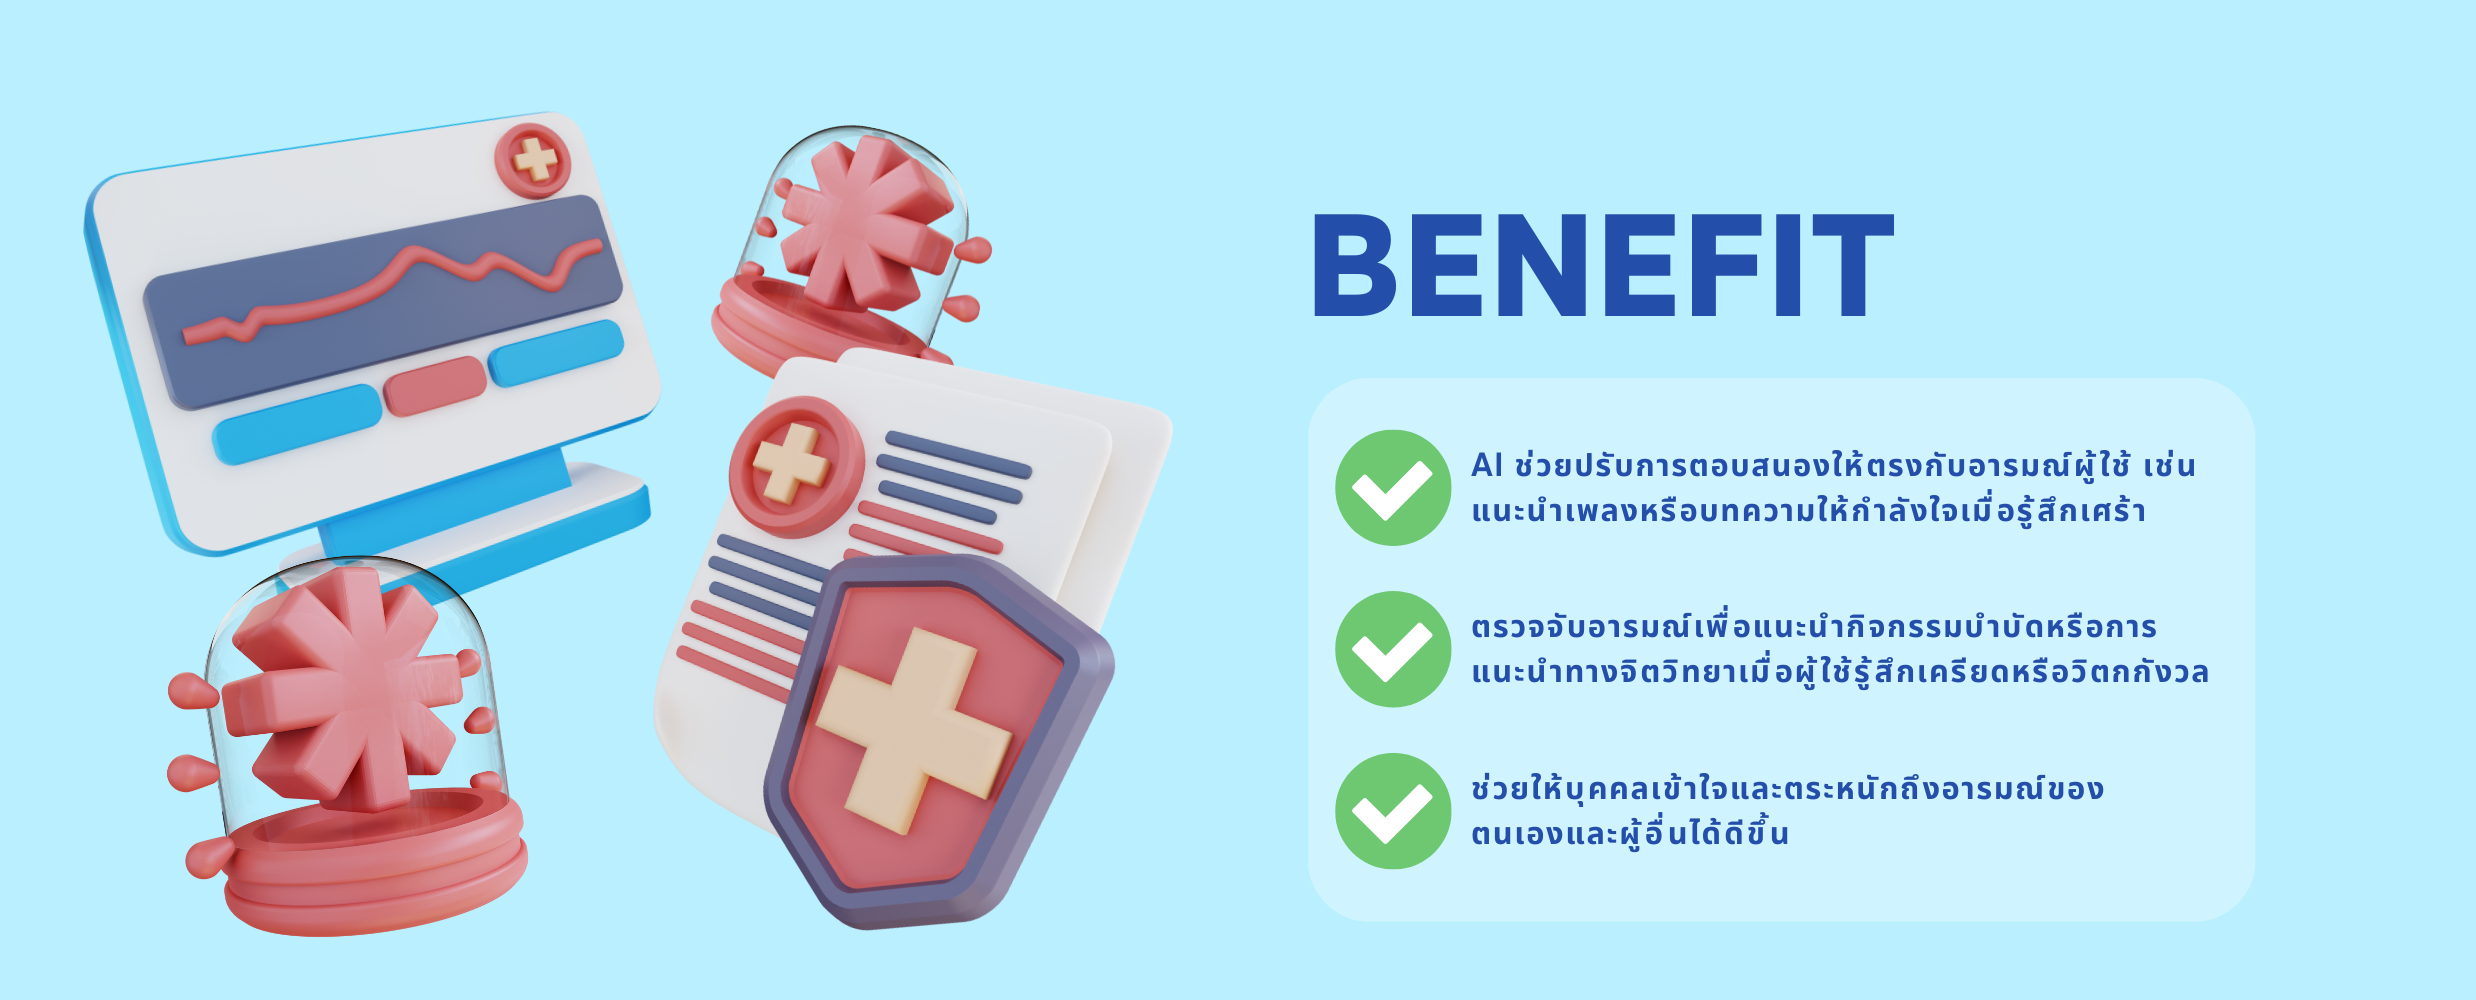 BENEFIT
AI ช่วยปรับการตอบสนองให้ตรงกับอารมณ์ผู้ใช้ เช่น
แนะนำเพลงหรือบทความให้กำลังใจเมื่อรู้สึกเศร้า
ตรวจจับอารมณ์เพื่อแนะนำกิจกรรมบำบัดหรือการ
แนะนำทางจิตวิทยาเมื่อผู้ใช้รู้สึกเครียดหรือวิตกกังวล
ช่วยให้บุคคลเข้าใจและตระหนักถึงอารมณ์ของ
ตนเองและผู้อื่นได้ดีขึ้น